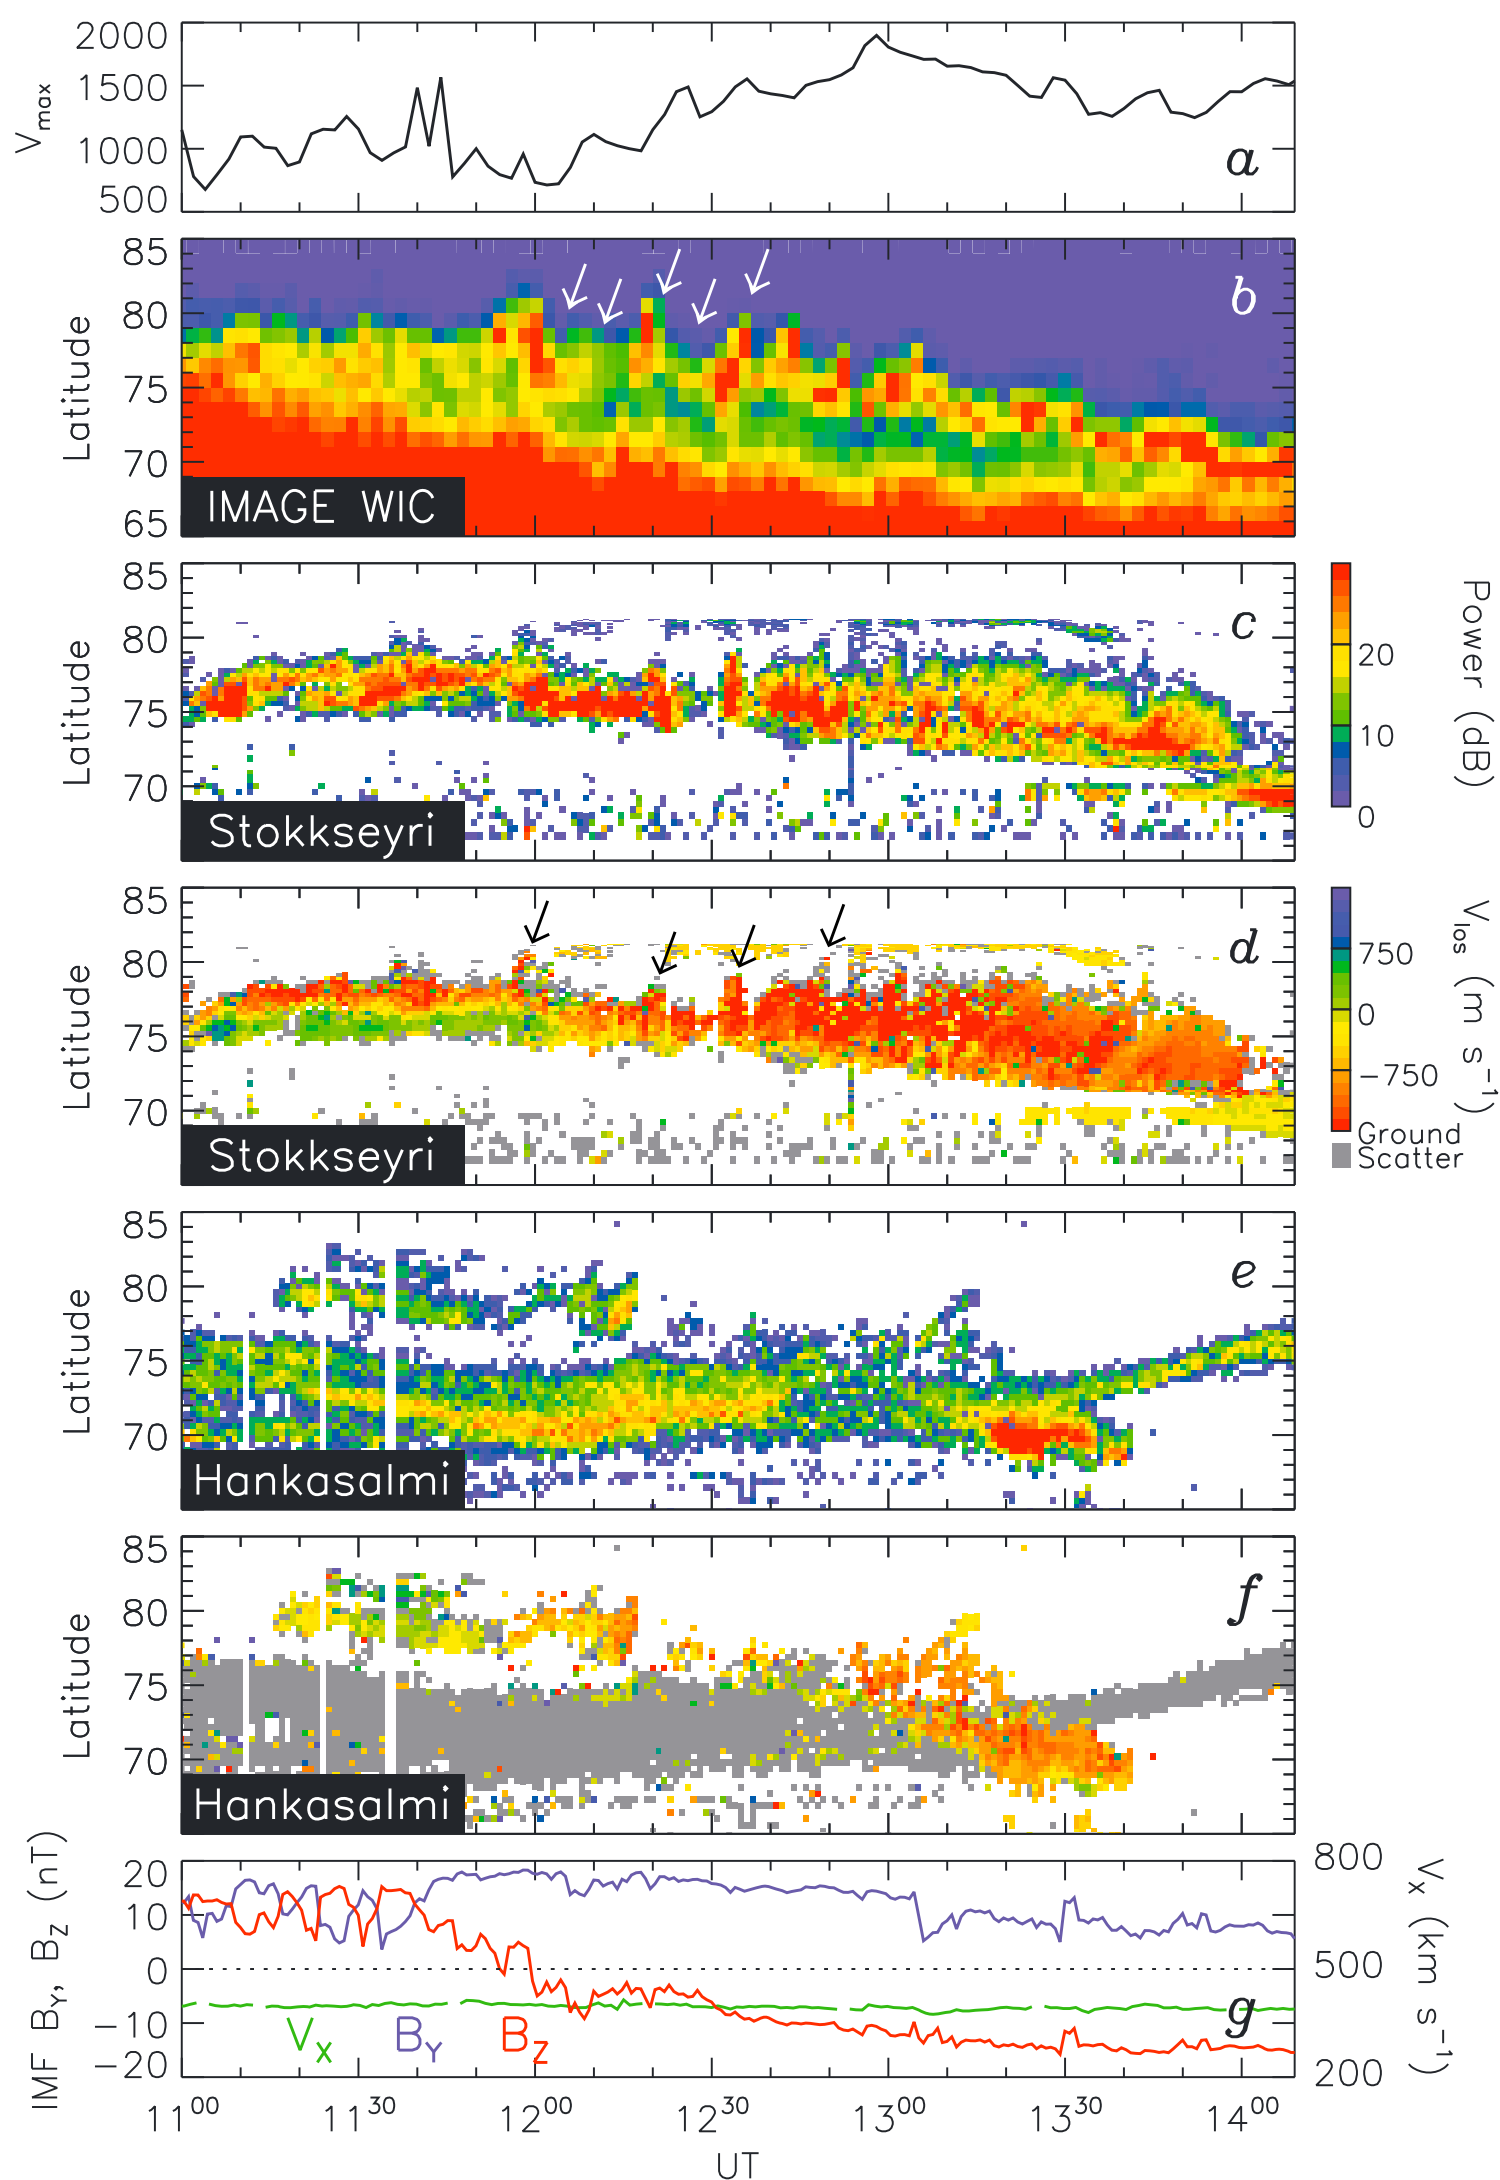 2000
1500
1000
500
Vmax
a
85
80
75
70
65
Latitude
b
IMAGE WIC
85
80
75
70
Latitude
c
Stokkseyri
20
10
0
Power (dB)
85
80
75
70
Latitude
d
Stokkseyri
750
0
−750
Ground
Scatter
Vlos (m s⁻¹)
85
80
75
70
Latitude
e
Hankasalmi
85
80
75
70
Latitude
f
Hankasalmi
20
10
0
−10
−20
IMF BY, BZ (nT)
VX
BY
BZ
g
800
500
200
VX (km s⁻¹)
11⁰⁰ 11³⁰ 12⁰⁰ 12³⁰ 13⁰⁰ 13³⁰ 14⁰⁰
UT